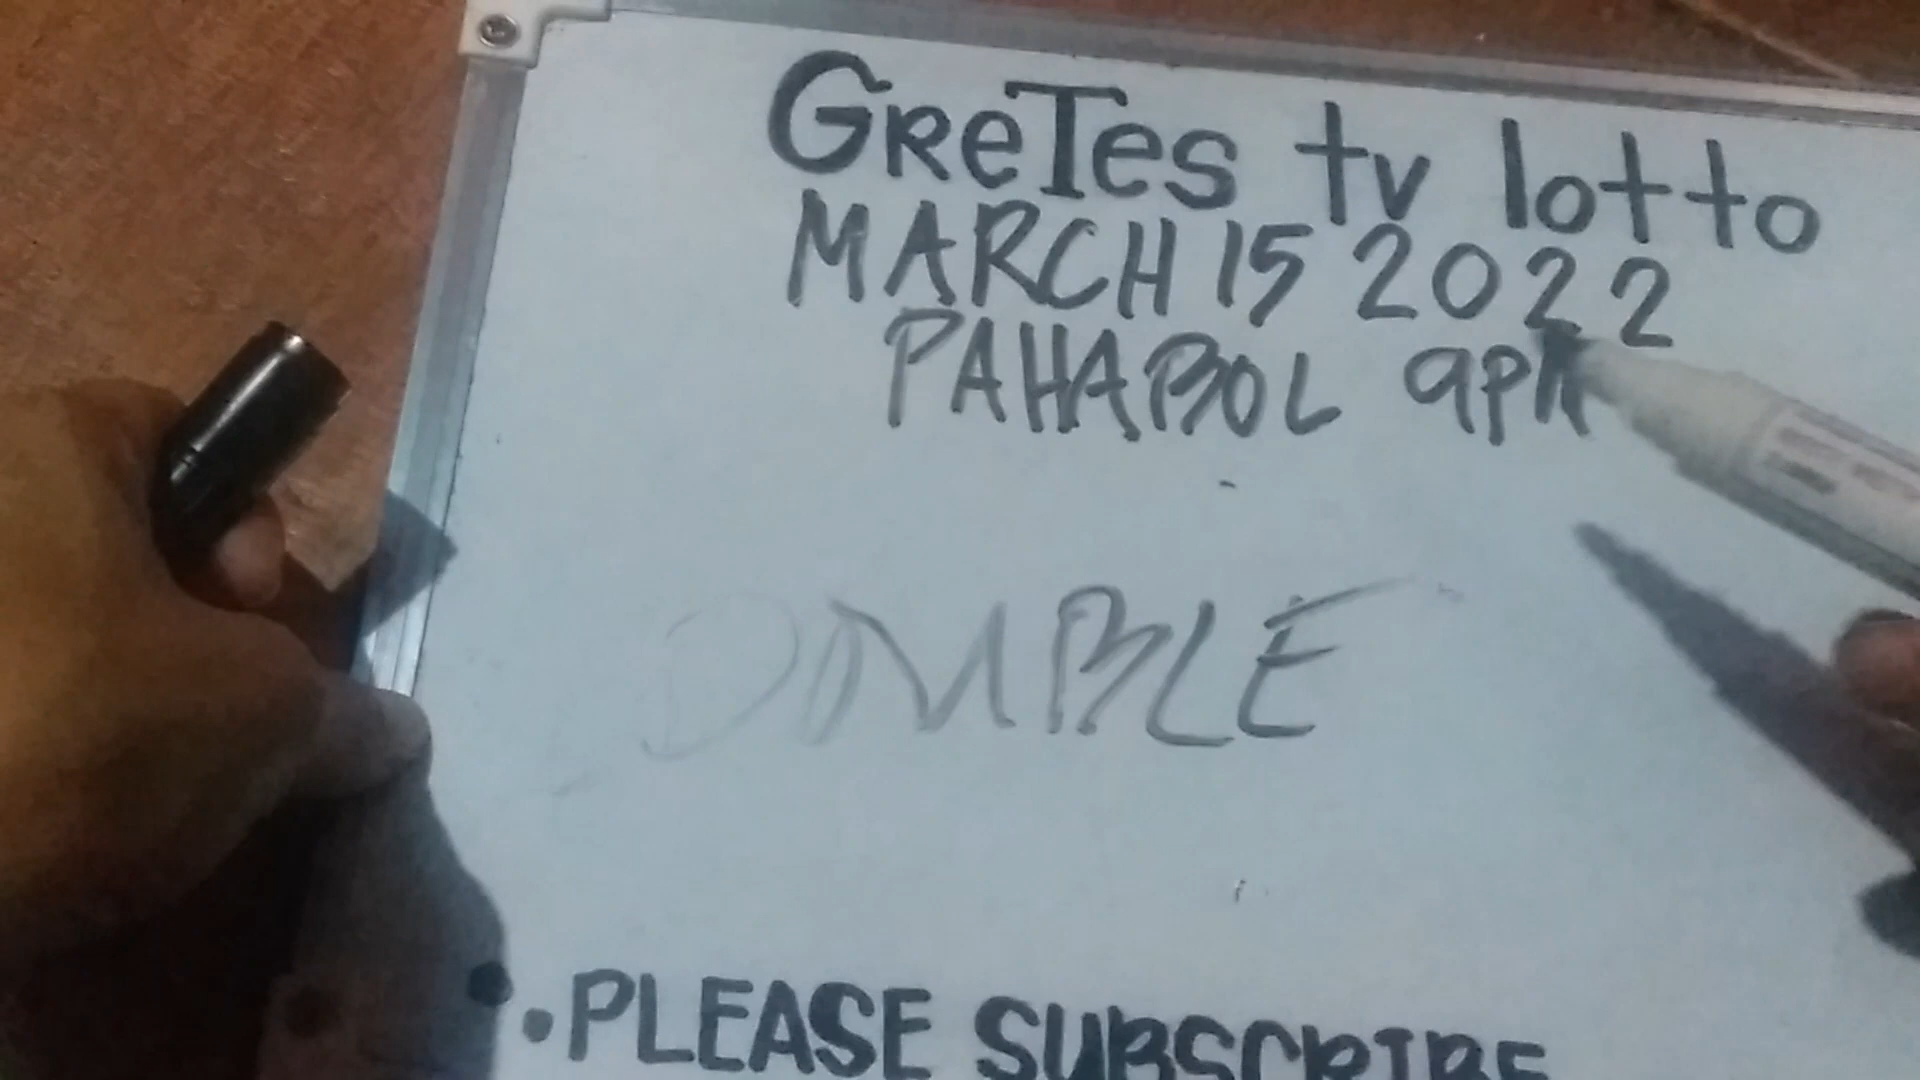 GReTes tv lotto
MARCH 15 2022
PAHABOL 9PM
DOUBLE
• PLEASE SUBSCRIBE